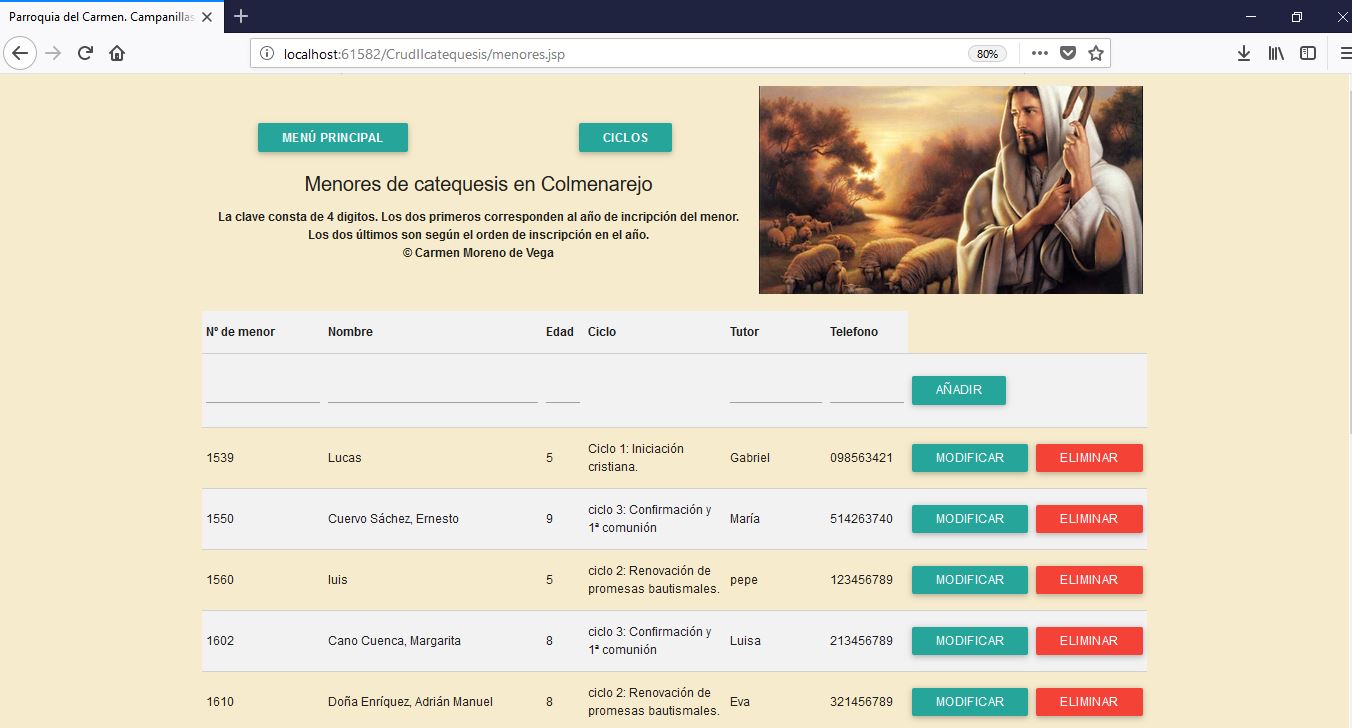 Parroquia del Carmen. Campanillas
localhost:61582/CrudIIcatequesis/menores.jsp
80%
MENÚ PRINCIPAL
CICLOS
Menores de catequesis en Colmenarejo
La clave consta de 4 digitos. Los dos primeros corresponden al año de incripción del menor.
Los dos últimos son según el orden de inscripción en el año.
© Carmen Moreno de Vega
Nº de menor Nombre Edad Ciclo Tutor Telefono
AÑADIR
1539 Lucas 5 Ciclo 1: Iniciación cristiana. Gabriel 098563421 MODIFICAR ELIMINAR
1550 Cuervo Sáchez, Ernesto 9 ciclo 3: Confirmación y 1ª comunión María 514263740 MODIFICAR ELIMINAR
1560 luis 5 ciclo 2: Renovación de promesas bautismales. pepe 123456789 MODIFICAR ELIMINAR
1602 Cano Cuenca, Margarita 8 ciclo 3: Confirmación y 1ª comunión Luisa 213456789 MODIFICAR ELIMINAR
1610 Doña Enríquez, Adrián Manuel 8 ciclo 2: Renovación de promesas bautismales. Eva 321456789 MODIFICAR ELIMINAR